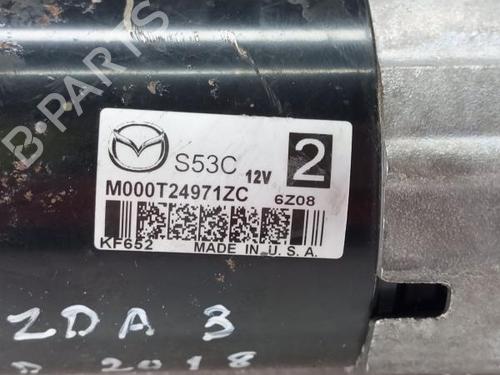 B-PARTS
S53C 12V 2
M000T24971ZC 6Z08
KF652 MADE IN U.S.A.
ZDA 3
2018